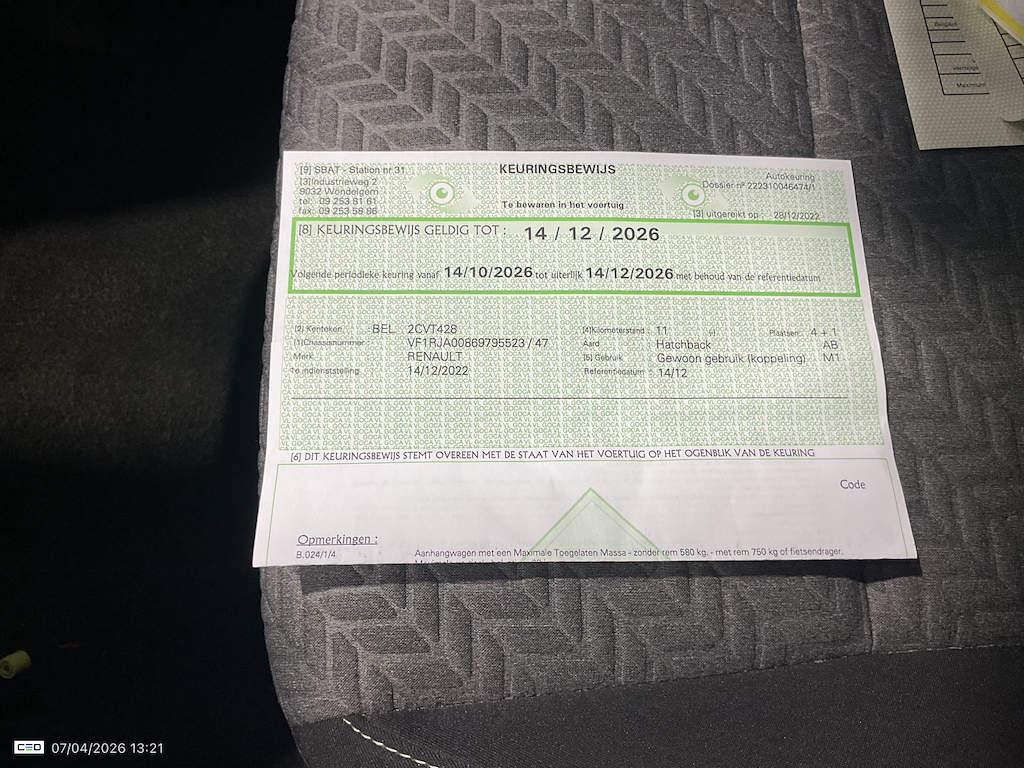 België
voertuige
Maximum
[9] SBAT - Station nr 31
KEURINGSBEWIJS
Autokeuring
[3]Industrieweg 2
Dossier nº 222310046474/1
9032 Wondelgem
tel: 09 253 81 61
Te bewaren in het voertuig
fax: 09 253 59 86
[3] uitgereikt op : 28/12/2022
[8] KEURINGSBEWIJS GELDIG TOT : 14 / 12 / 2026
Volgende periodieke keuring vanaf 14/10/2026 tot uiterlijk 14/12/2026 met behoud van de referentiedatum
[2] Kenteken BEL 2CVT428 [4]Kilometerstand : 11 Plaatsen: 4 + 1
[1]Chassisnummer VF1RJA00869795523 / 47 Aard : Hatchback AB
Merk RENAULT [5] Gebruik Gewoon gebruik (koppeling) M1
1e indienststelling 14/12/2022 Referentiedatum : 14/12
[6] DIT KEURINGSBEWIJS STEMT OVEREEN MET DE STAAT VAN HET VOERTUIG OP HET OGENBLIK VAN DE KEURING
Code
Opmerkingen :
B.024/1/4 Aanhangwagen met een Maximale Toegelaten Massa - zonder rem 580 kg. - met rem 750 kg of fietsendrager.
CEO 07/04/2026 13:21